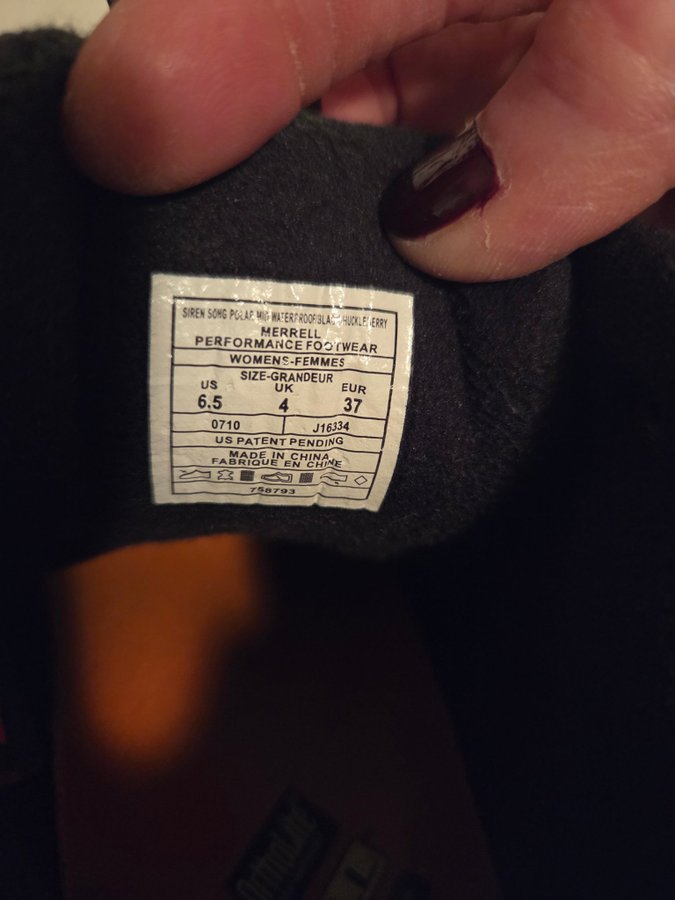 SIREN SONG POLAR MID WATERPROOF BLACK/HUCKLEBERRY
MERRELL
PERFORMANCE FOOTWEAR
WOMENS-FEMMES
SIZE-GRANDEUR
US UK EUR
6.5 4 37
0710 J16334
US PATENT PENDING
MADE IN CHINA
FABRIQUE EN CHINE
758793
OrthoLite